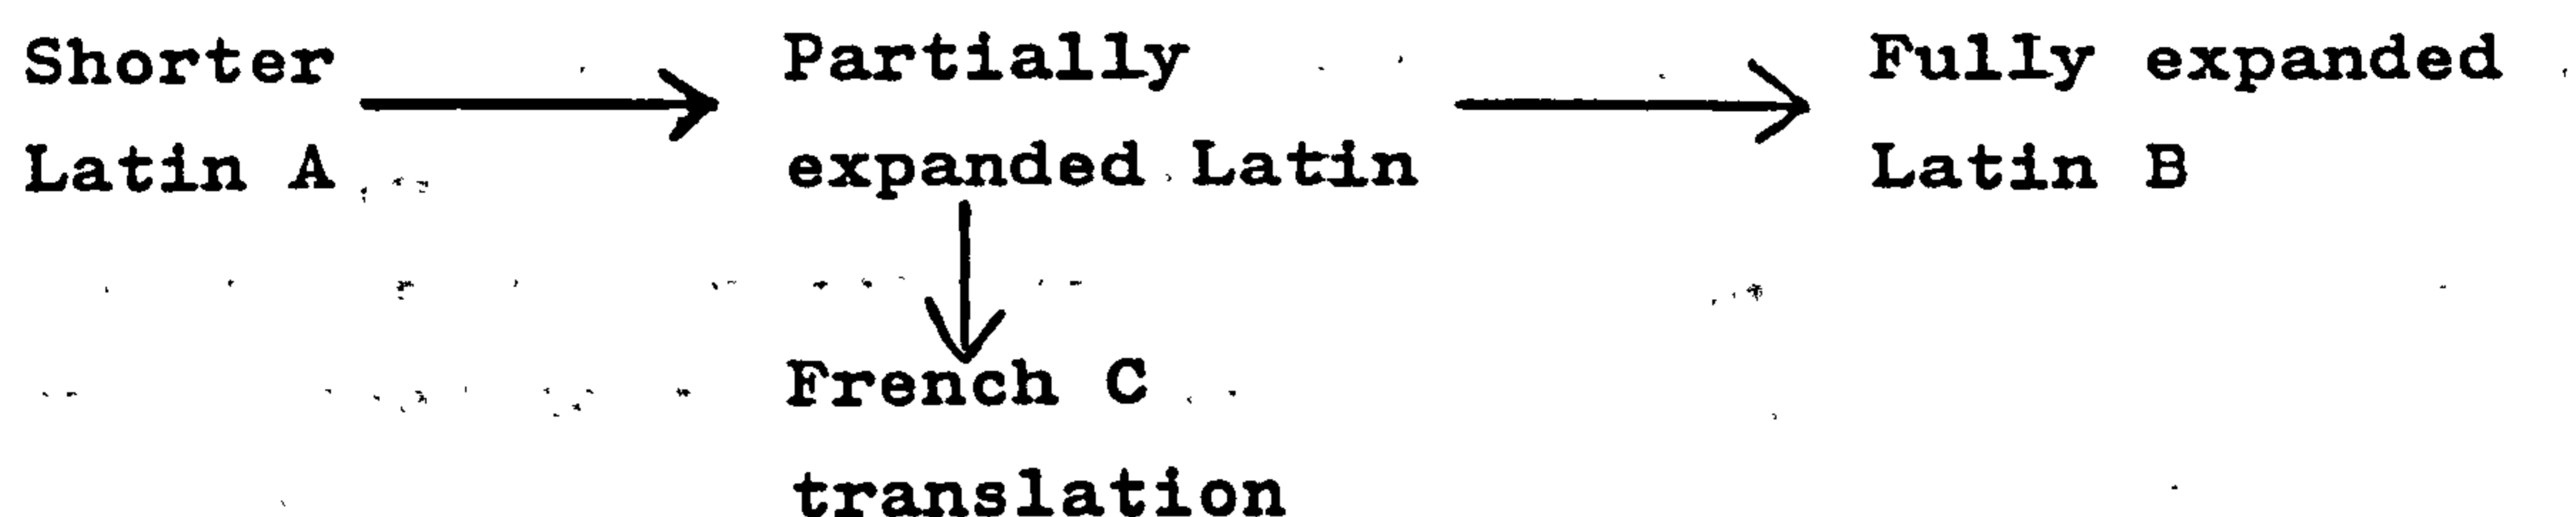 Shorter
Latin A
Partially
expanded Latin
Fully expanded
Latin B
French C
translation